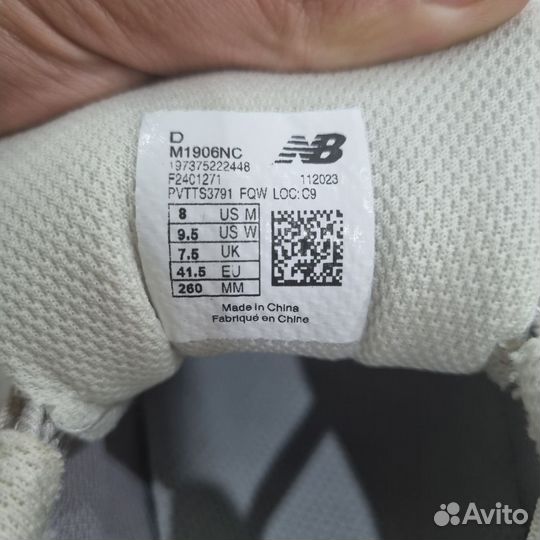 D
M1906NC
NB
197375222448
F2401271 112023
PVTTS3791 FQW LOC:C9
8 US M
9.5 US W
7.5 UK
41.5 EU
260 MM
Made in China
Fabriqué en Chine
Avito